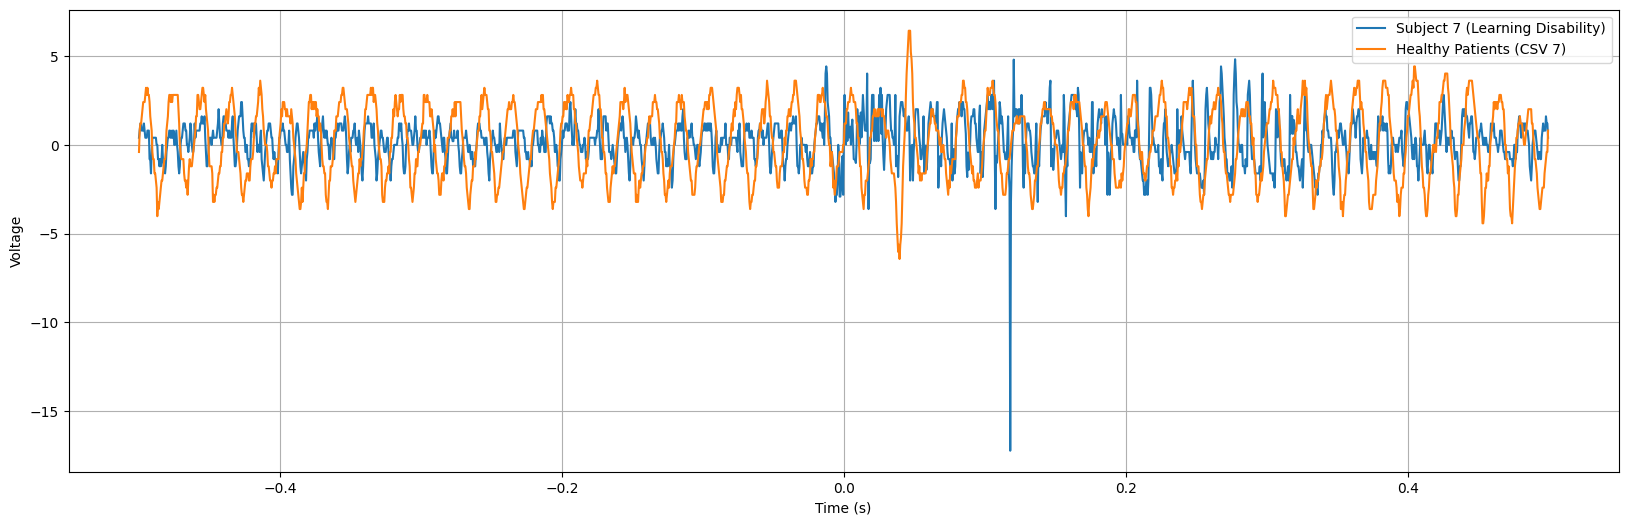 Subject 7 (Learning Disability)
Healthy Patients (CSV 7)
Voltage
5
0
−5
−10
−15
−0.4
−0.2
0.0
0.2
0.4
Time (s)